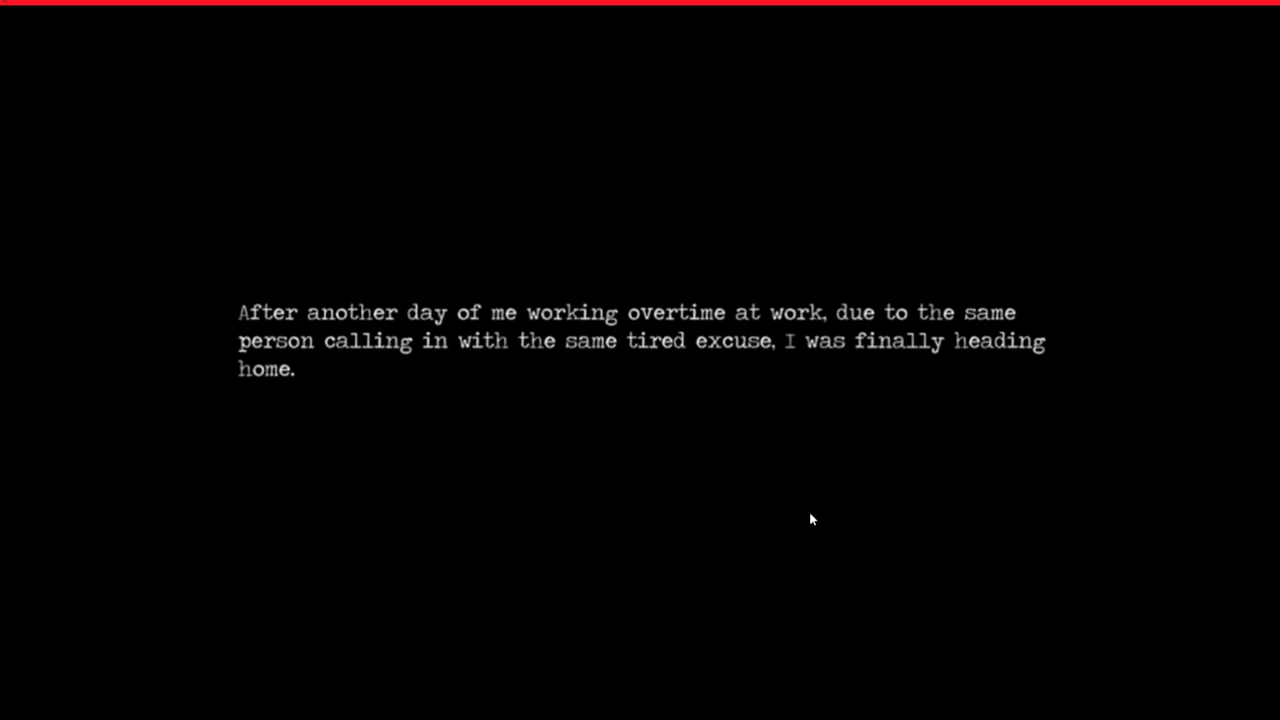 After another day of me working overtime at work, due to the same
person calling in with the same tired excuse, I was finally heading
home.